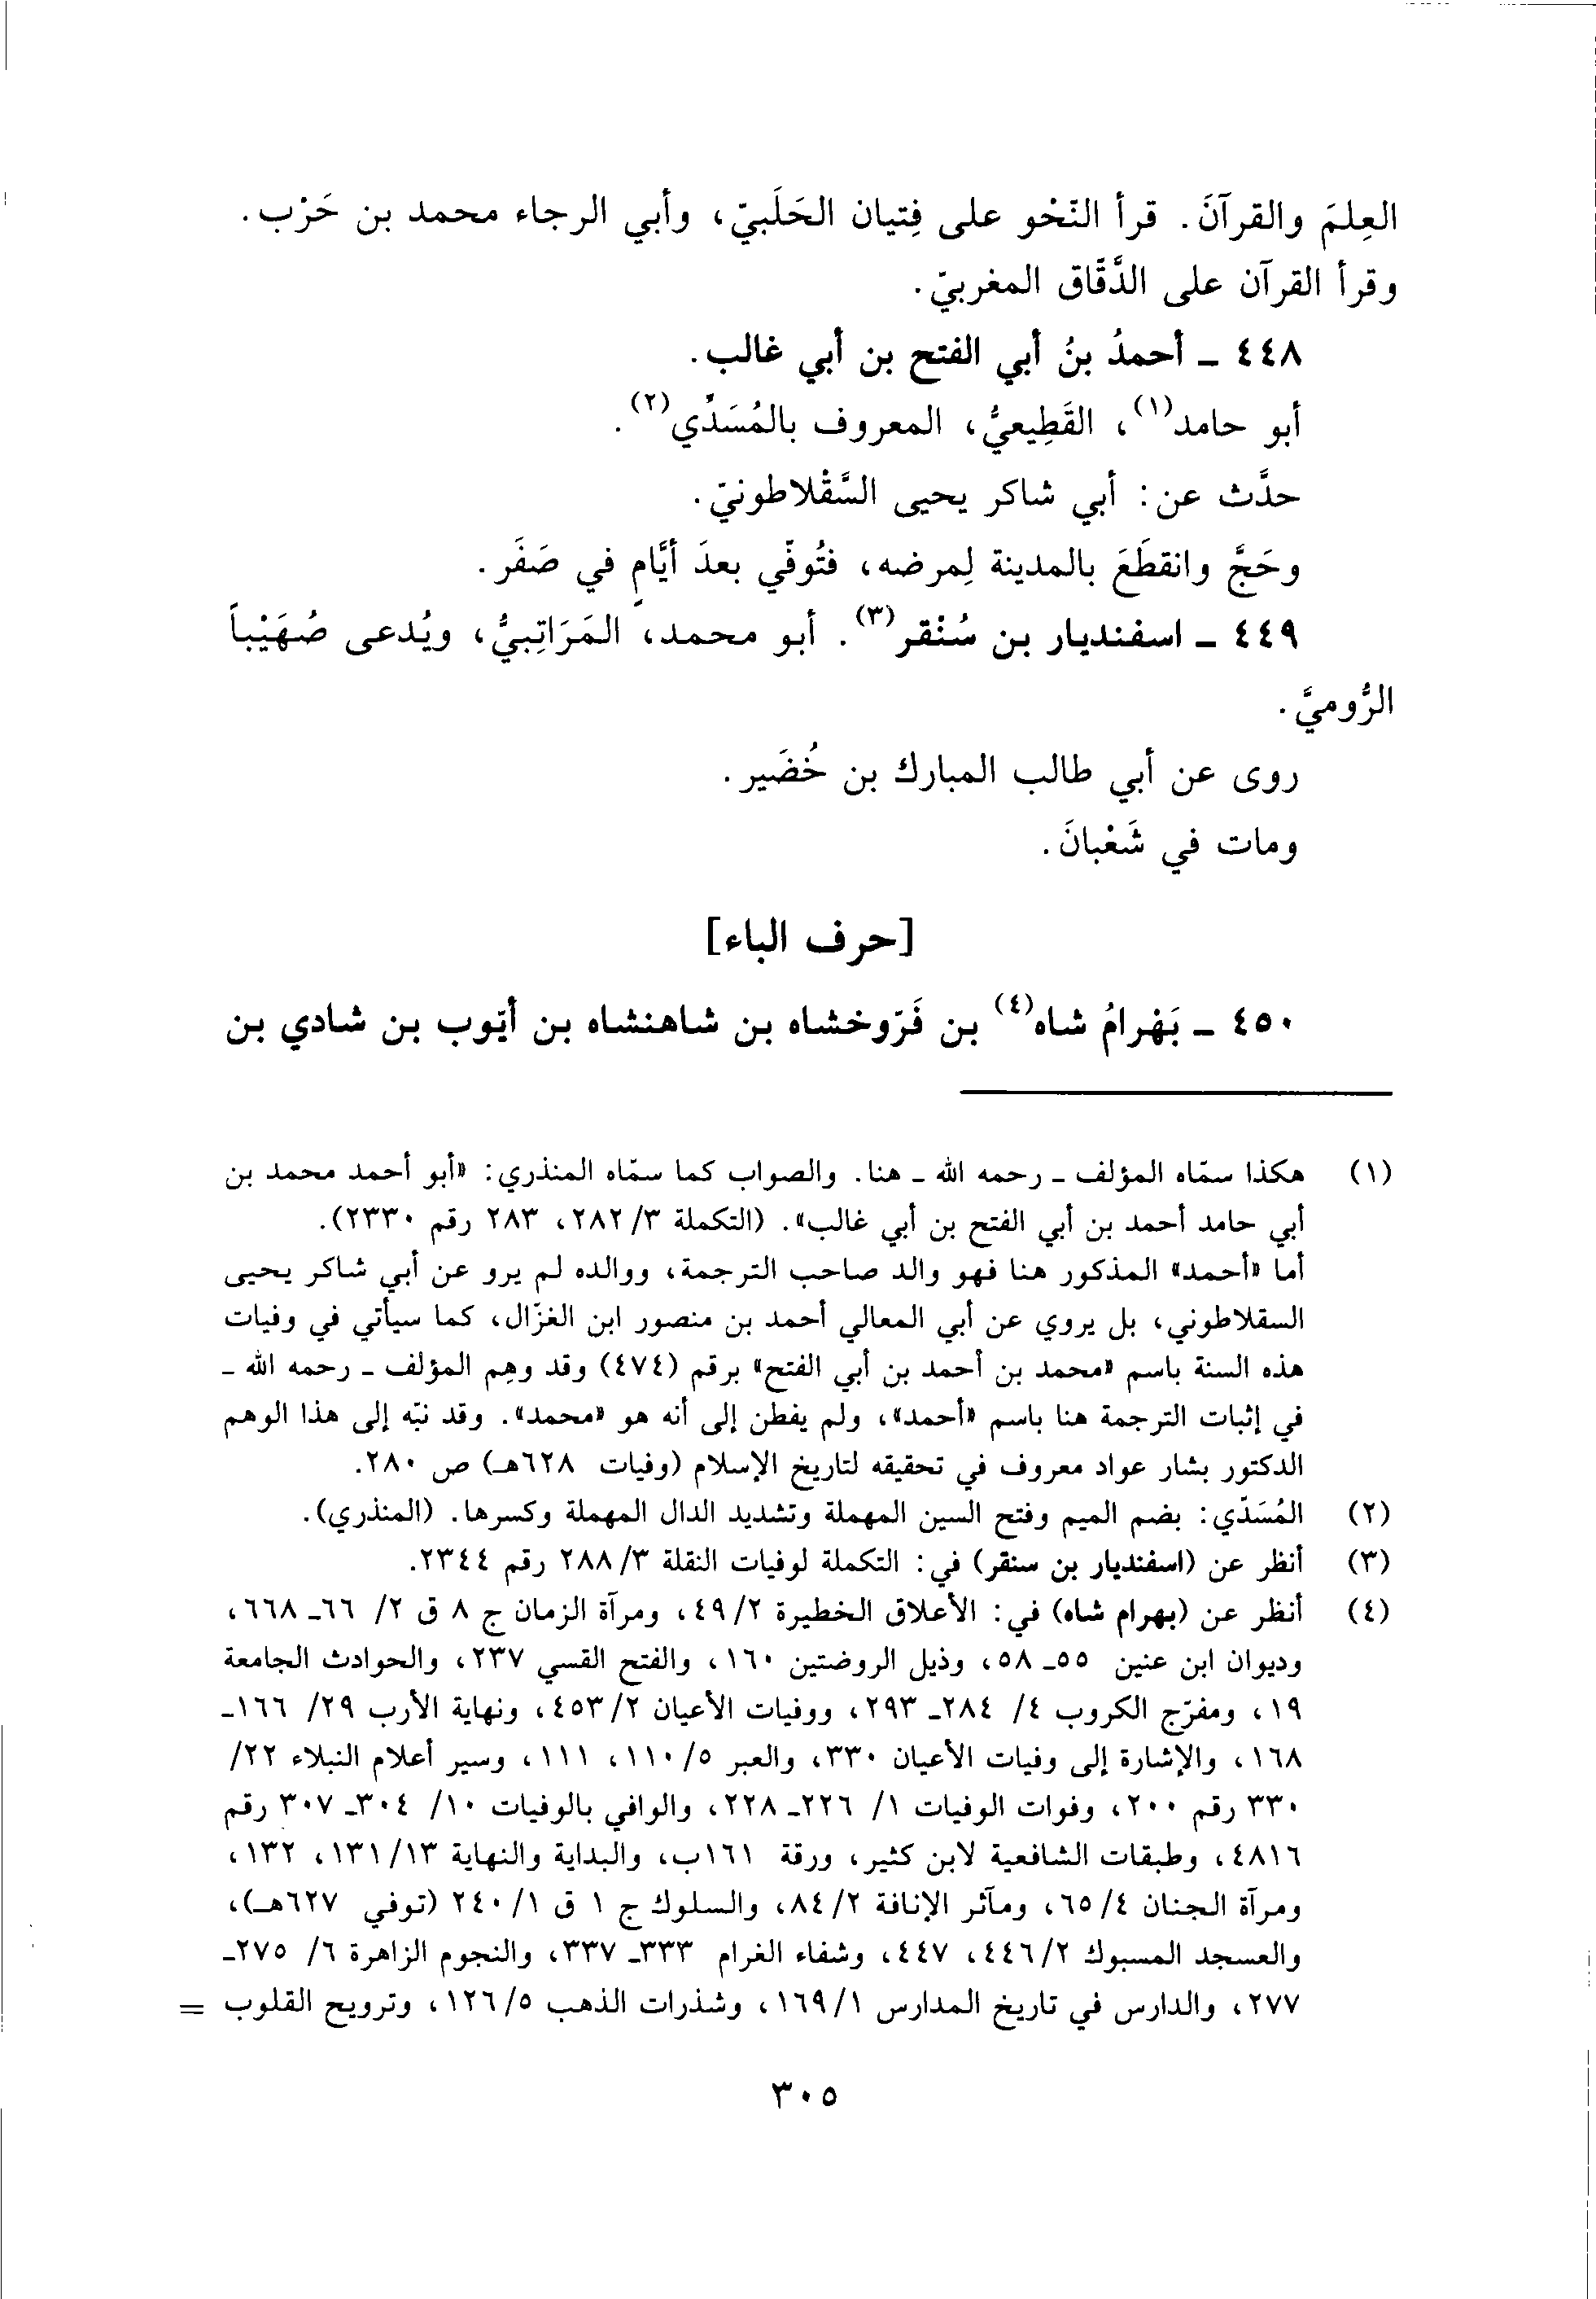 العِلمَ والقرآنَ. قرأ النّحْو على فِتيان الحَلَبيّ، وأبي الرجاء محمد بن حَرْب.
وقرأ القرآن على الدَّقَّاق المغربيّ.
٤٤٨ ـ أحمدُ بنُ أبي الفتح بن أبي غالب.
أبو حامد(١)، القَطِيعيُّ، المعروف بالمُسَدِّي(٢).
حدَّث عن: أبي شاكر يحيى السَّقْلاطونيّ.
وحَجَّ وانقطَعَ بالمدينة لِمرضه، فتُوفّي بعدَ أيَّامٍ في صَفَر.
٤٤٩ ـ اسفنديار بن سُنْقر(٣). أبو محمد، المَرَاتِبيُّ، ويُدعى صُهَيْباً
الرُّوميَّ.
روى عن أبي طالب المبارك بن خُضَير.
ومات في شَعْبانَ.
[حرف الباء]
٤٥٠ ـ بَهْرامُ شاه(٤) بن فَرّوخشاه بن شاهنشاه بن أيّوب بن شادي بن
(١) هكذا سمّاه المؤلف ـ رحمه الله ـ هنا. والصواب كما سمّاه المنذري: «أبو أحمد محمد بن
أبي حامد أحمد بن أبي الفتح بن أبي غالب». (التكملة ٣/ ٢٨٢، ٢٨٣ رقم ٢٣٣٠).
أما «أحمد» المذكور هنا فهو والد صاحب الترجمة، ووالده لم يرو عن أبي شاكر يحيى
السقلاطوني، بل يروي عن أبي المعالي أحمد بن منصور ابن الغزّال، كما سيأتي في وفيات
هذه السنة باسم «محمد بن أحمد بن أبي الفتح» برقم (٤٧٤) وقد وهِم المؤلف ـ رحمه الله ـ
في إثبات الترجمة هنا باسم «أحمد»، ولم يفطن إلى أنه هو «محمد». وقد نبّه إلى هذا الوهم
الدكتور بشار عواد معروف في تحقيقه لتاريخ الإسلام (وفيات ٦٢٨هـ) ص ٢٨٠.
(٢) المُسَدّي: بضم الميم وفتح السين المهملة وتشديد الدال المهملة وكسرها. (المنذري).
(٣) أنظر عن (اسفنديار بن سنقر) في: التكملة لوفيات النقلة ٣/ ٢٨٨ رقم ٢٣٤٤.
(٤) أنظر عن (بهرام شاه) في: الأعلاق الخطيرة ٢/ ٤٩، ومرآة الزمان ج ٨ ق ٢/ ٦٦ـ ٦٦٨،
وديوان ابن عنين ٥٥ـ ٥٨، وذيل الروضتين ١٦٠، والفتح القسي ٢٣٧، والحوادث الجامعة
١٩، ومفرّج الكروب ٤/ ٢٨٤ـ ٢٩٣، ووفيات الأعيان ٢/ ٤٥٣، ونهاية الأرب ٢٩/ ١٦٦ـ
١٦٨، والإشارة إلى وفيات الأعيان ٣٣٠، والعبر ٥/ ١١٠، ١١١، وسير أعلام النبلاء ٢٢/
٣٣٠ رقم ٢٠٠، وفوات الوفيات ١/ ٢٢٦ـ ٢٢٨، والوافي بالوفيات ١٠/ ٣٠٤ـ ٣٠٧ رقم
٤٨١٦، وطبقات الشافعية لابن كثير، ورقة ١٦١ب، والبداية والنهاية ١٣/ ١٣١، ١٣٢،
ومرآة الجنان ٤/ ٦٥، ومآثر الإنافة ٢/ ٨٤، والسلوك ج ١ ق ١/ ٢٤٠ (توفي ٦٢٧هـ)،
والعسجد المسبوك ٢/ ٤٤٦، ٤٤٧، وشفاء الغرام ٣٣٣ـ ٣٣٧، والنجوم الزاهرة ٦/ ٢٧٥ـ
٢٧٧، والدارس في تاريخ المدارس ١/ ١٦٩، وشذرات الذهب ٥/ ١٢٦، وترويح القلوب =
٣٠٥